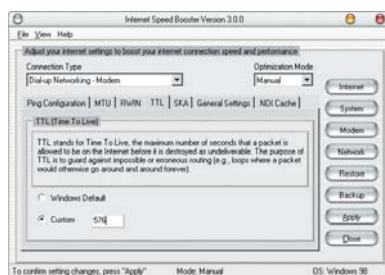 Internet Speed Booster Version 3.0.0
File View Help
Adjust your internet settings to boost your internet connection speed and performance
Connection Type
Optimization Mode
Dial-up Networking - Modem
Manual
Ping Configuration MTU RWIN TTL SKA General Settings NDI Cache
TTL (Time To Live)
TTL stands for Time To Live, the maximum number of seconds that a packet is
allowed to be on the Internet before it is destroyed as undeliverable. The purpose of
TTL is to guard against impossible or erroneous routing (e.g., loops where a packet
would otherwise go around and around forever)
Windows Default
Custom 576
Internet
System
Modem
Network
Restore
Backup
Apply
Close
To confirm setting changes, press "Apply" Mode: Manual OS: Windows 98